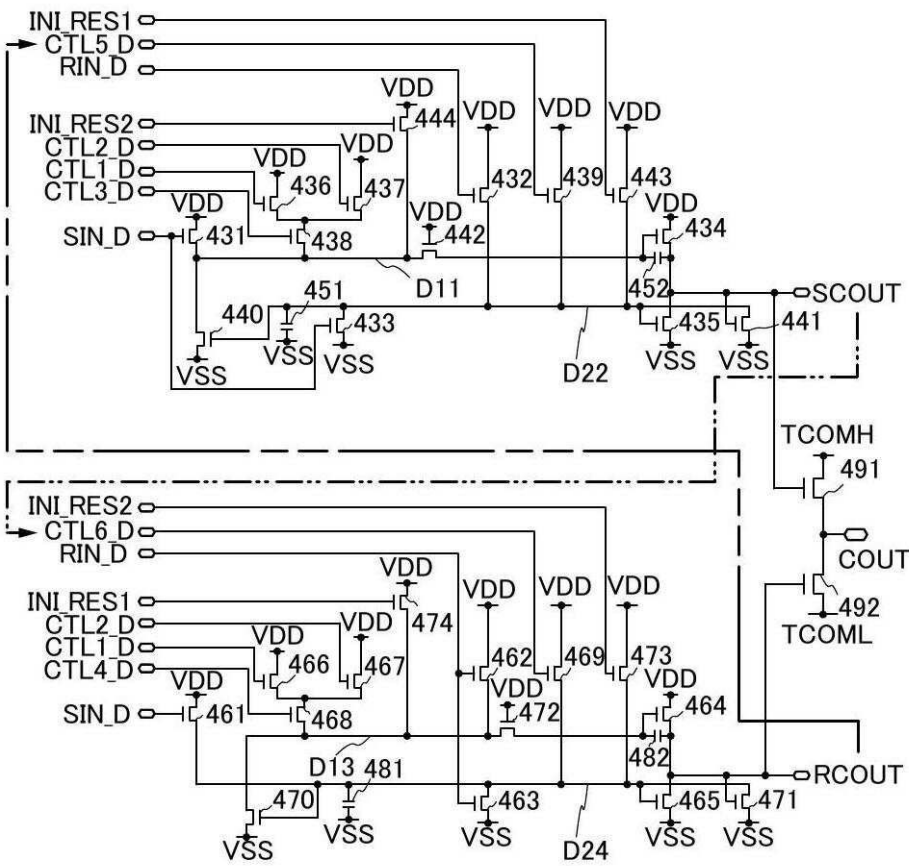 INI_RES1
CTL5_D
RIN_D
VDD
444
VDD
VDD
VDD
INI_RES2
CTL2_D
CTL1_D
CTL3_D
VDD
436
VDD
437
432
439
443
VDD
434
SIN_D
VDD
431
438
442
452
D11
SCOUT
440
451
433
435
441
VSS
VSS
VSS
D22
VSS
VSS
TCOMH
491
COUT
492
TCOML
INI_RES2
CTL6_D
RIN_D
VDD
474
VDD
VDD
VDD
INI_RES1
CTL2_D
CTL1_D
CTL4_D
VDD
466
VDD
467
462
469
473
VDD
472
VDD
464
SIN_D
VDD
461
468
482
D13
481
RCOUT
470
463
465
471
VSS
VSS
VSS
D24
VSS
VSS